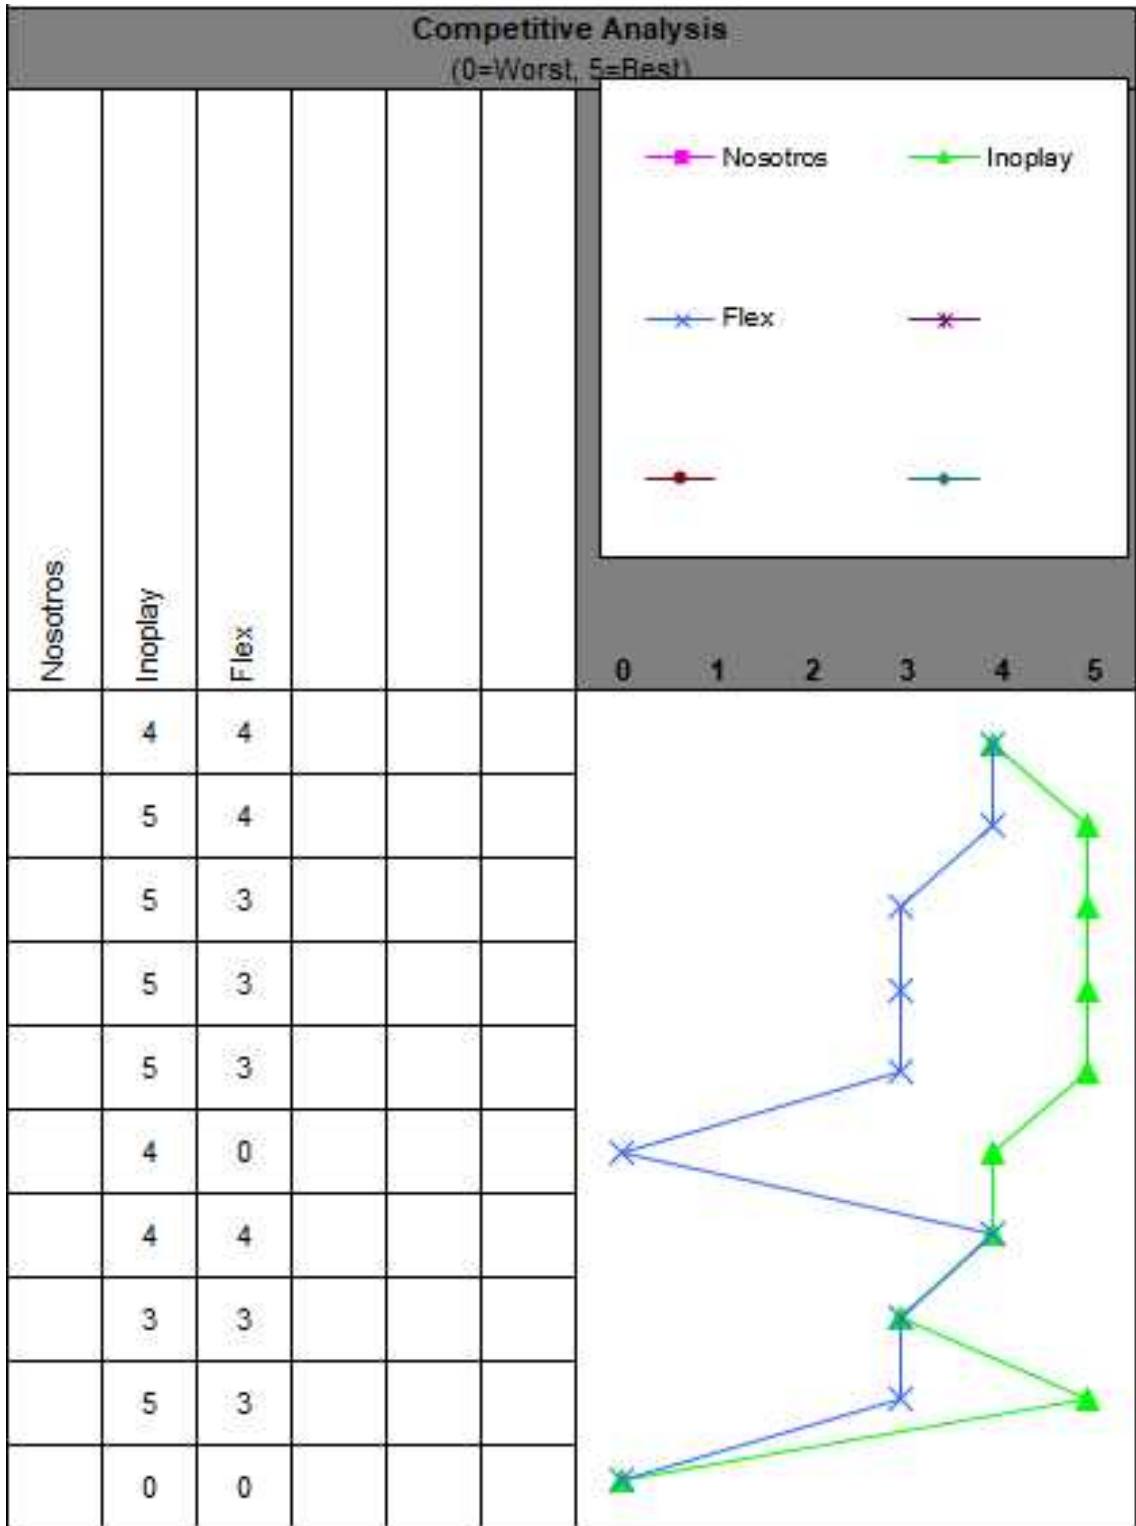 Competitive Analysis
(0=Worst, 5=Best)
Nosotros Inoplay
Flex
Nosotros Inoplay Flex
0 1 2 3 4 5
4 4
5 4
5 3
5 3
5 3
4 0
4 4
3 3
5 3
0 0